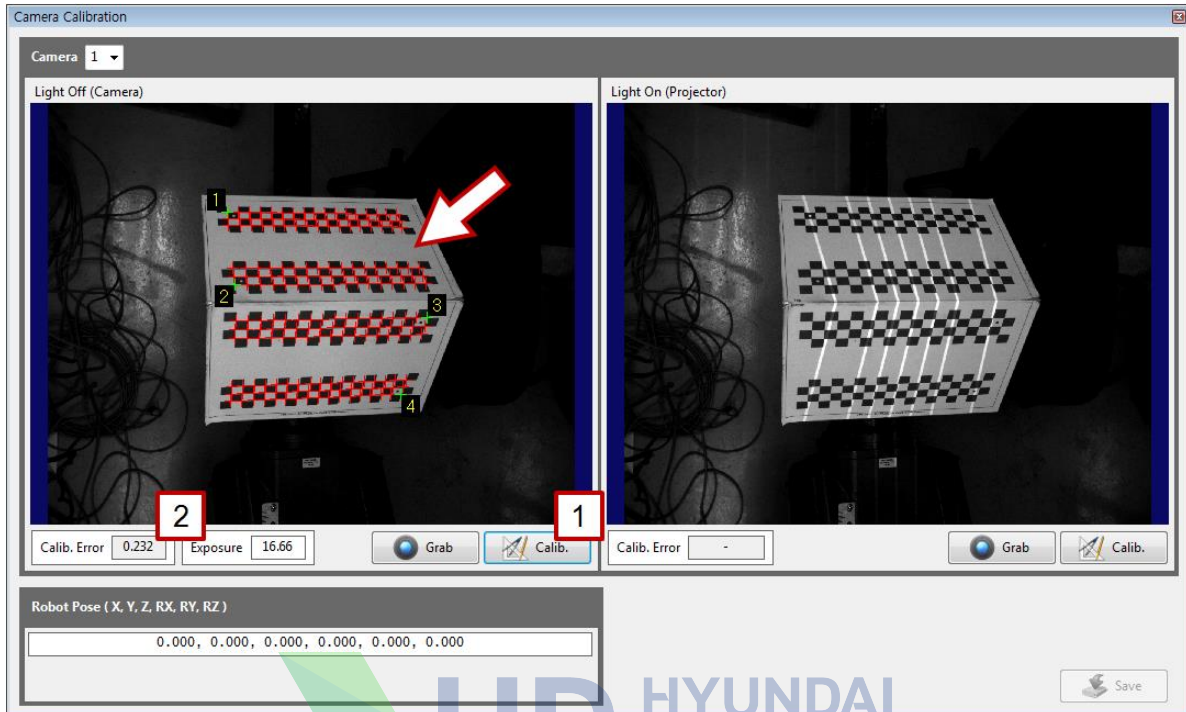 Camera Calibration
Camera 1
Light Off (Camera)
Light On (Projector)
1
2
3
4
2
1
Calib. Error 0.232 Exposure 16.66 Grab Calib.
Calib. Error - Grab Calib.
Robot Pose ( X, Y, Z, RX, RY, RZ )
0.000, 0.000, 0.000, 0.000, 0.000, 0.000
HD HYUNDAI
Save